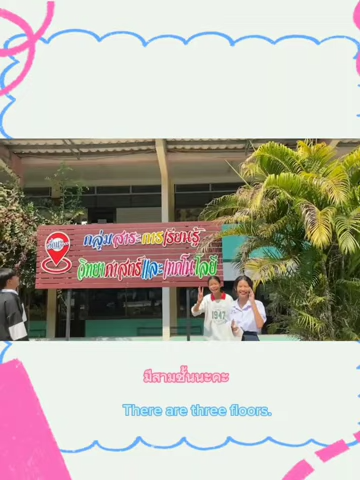 กลุ่มสาระการเรียนรู้
วิทยาศาสตร์และเทคโนโลยี
1947
มีสามชั้นนะคะ
There are three floors.